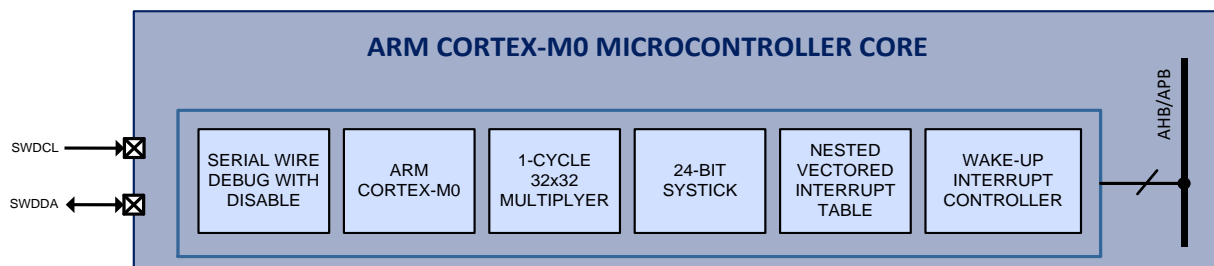 ARM CORTEX-M0 MICROCONTROLLER CORE
AHB/APB
SWDCL
SWDDA
SERIAL WIRE
DEBUG WITH
DISABLE
ARM
CORTEX-M0
1-CYCLE
32x32
MULTIPLYER
24-BIT
SYSTICK
NESTED
VECTORED
INTERRUPT
TABLE
WAKE-UP
INTERRUPT
CONTROLLER